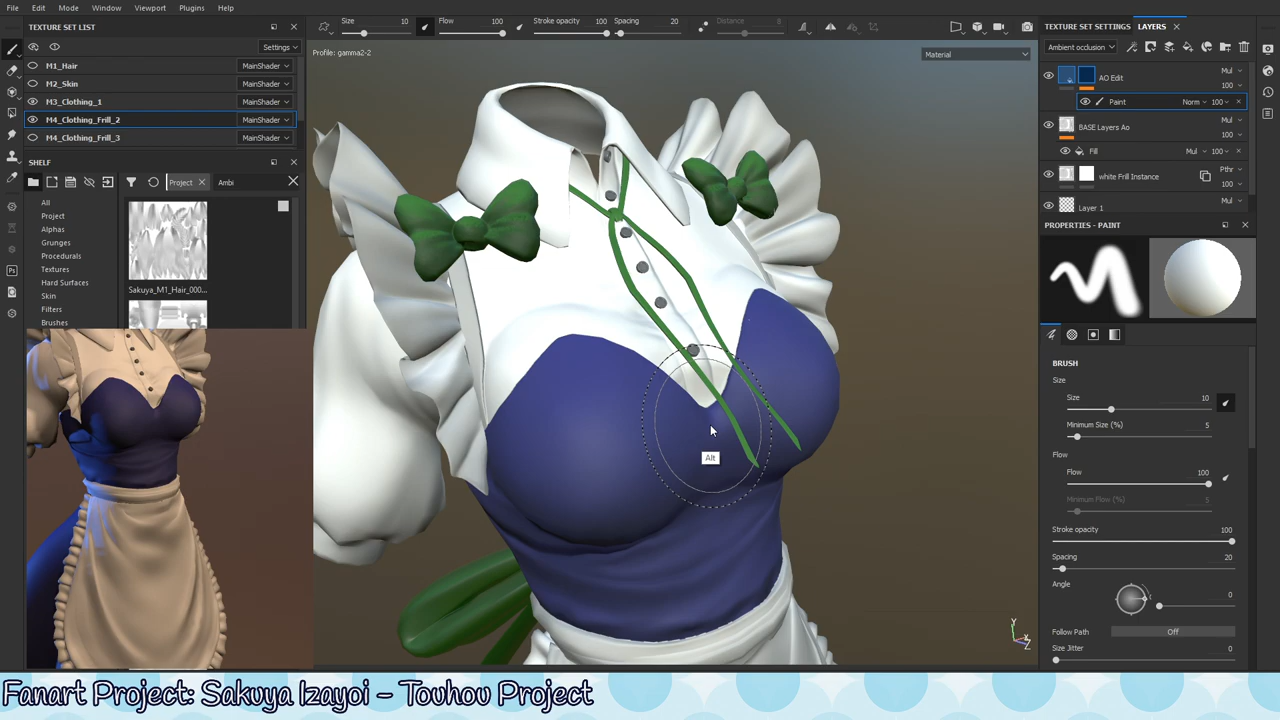 File Edit Mode Window Viewport Plugins Help
TEXTURE SET LIST
Settings
M1_Hair MainShader
M2_Skin MainShader
M3_Clothing_1 MainShader
M4_Clothing_Frill_2 MainShader
M4_Clothing_Frill_3 MainShader
SHELF
Project Ambi
All
Project
Alphas
Grunges
Procedurals
Textures
Hard Surfaces
Skin
Filters
Brushes
Sakuya_M1_Hair_000...
Size 10 Flow 100 Stroke opacity 100 Spacing 20 Distance 8
Profile: gamma2-2
Material
Alt
Y
Z
TEXTURE SET SETTINGS LAYERS
Ambient occlusion
AO Edit Mul 100
Paint Norm 100
BASE Layers Ao Mul 100
Fill Mul 100
white Frill Instance Pthr 100
Layer 1
PROPERTIES - PAINT
BRUSH
Size
Size 10
Minimum Size (%) 5
Flow
Flow 100
Minimum Flow (%) 5
Stroke opacity 100
Spacing 20
Angle 0
Follow Path Off
Size Jitter 0
Fanart Project: Sakuya Izayoi - Touhou Project